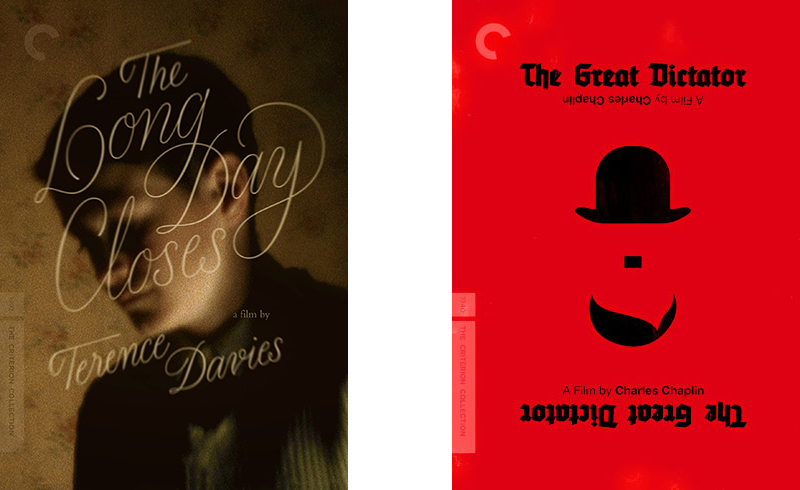 The
Long
Day
Closes
a film by
Terence Davies
THE CRITERION COLLECTION
The Great Dictator
A Film by Charles Chaplin
THE CRITERION COLLECTION
A Film by Charles Chaplin
The Great Dictator